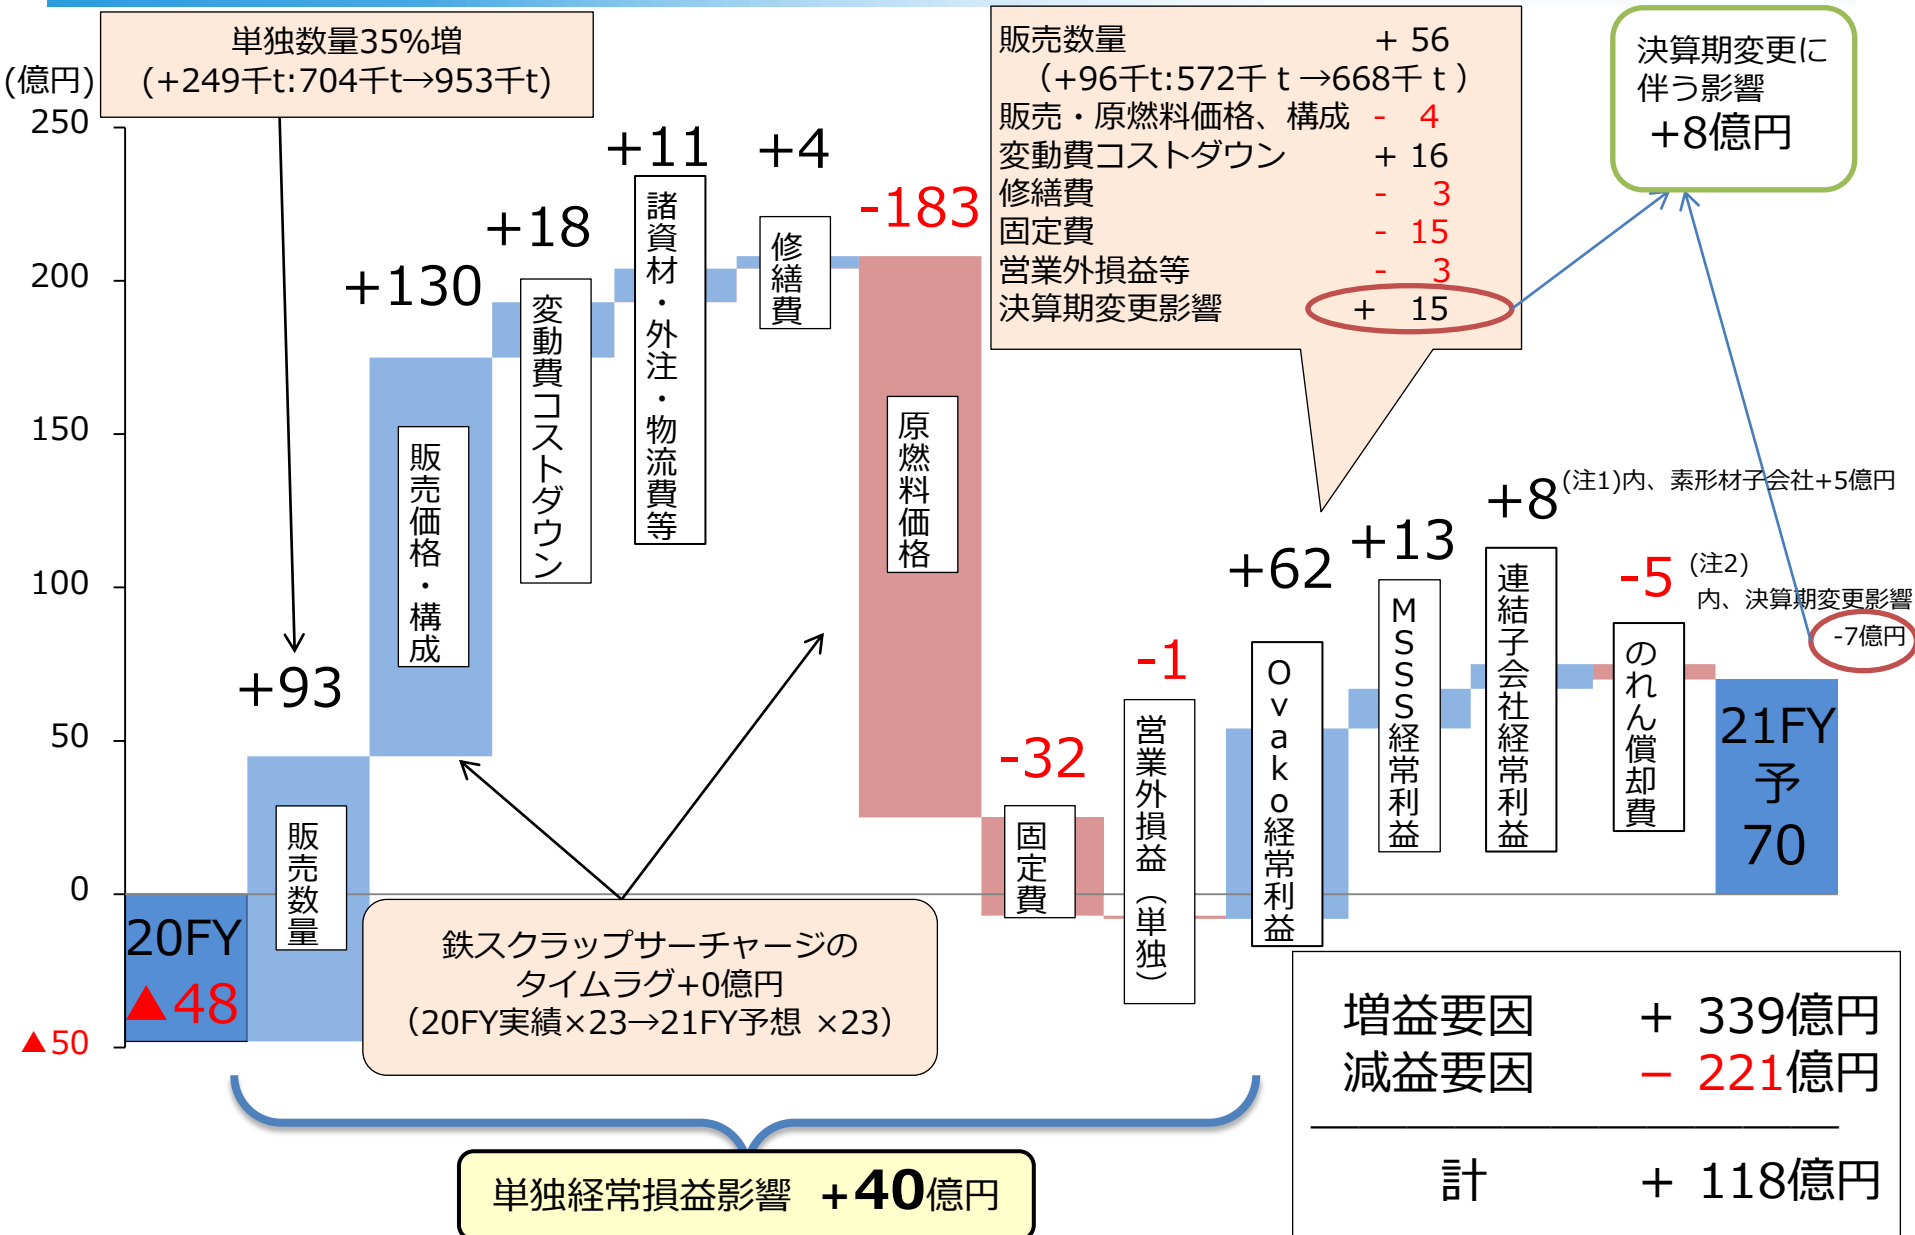 単独数量35%増
(+249千t:704千t→953千t)
(億円)
250
200
150
100
50
0
▲50
20FY
▲48
+93
販売数量
+130
販売価格・構成
+18
変動費コストダウン
+11
諸資材・外注・物流費等
+4
修繕費
-183
原燃料価格
-32
固定費
-1
営業外損益（単独）
+62
Ovako経常利益
+13
MSSS経常利益
+8
(注1)内、素形材子会社+5億円
連結子会社経常利益
-5
(注2)
内、決算期変更影響
-7億円
のれん償却費
21FY
予
70
販売数量 + 56
（+96千t:572千ｔ→668千ｔ）
販売・原燃料価格、構成 - 4
変動費コストダウン + 16
修繕費 - 3
固定費 - 15
営業外損益等 - 3
決算期変更影響 + 15
決算期変更に
伴う影響
+8億円
鉄スクラップサーチャージの
タイムラグ+0億円
（20FY実績×23→21FY予想 ×23）
単独経常損益影響 +40億円
増益要因 + 339億円
減益要因 − 221億円
計 + 118億円